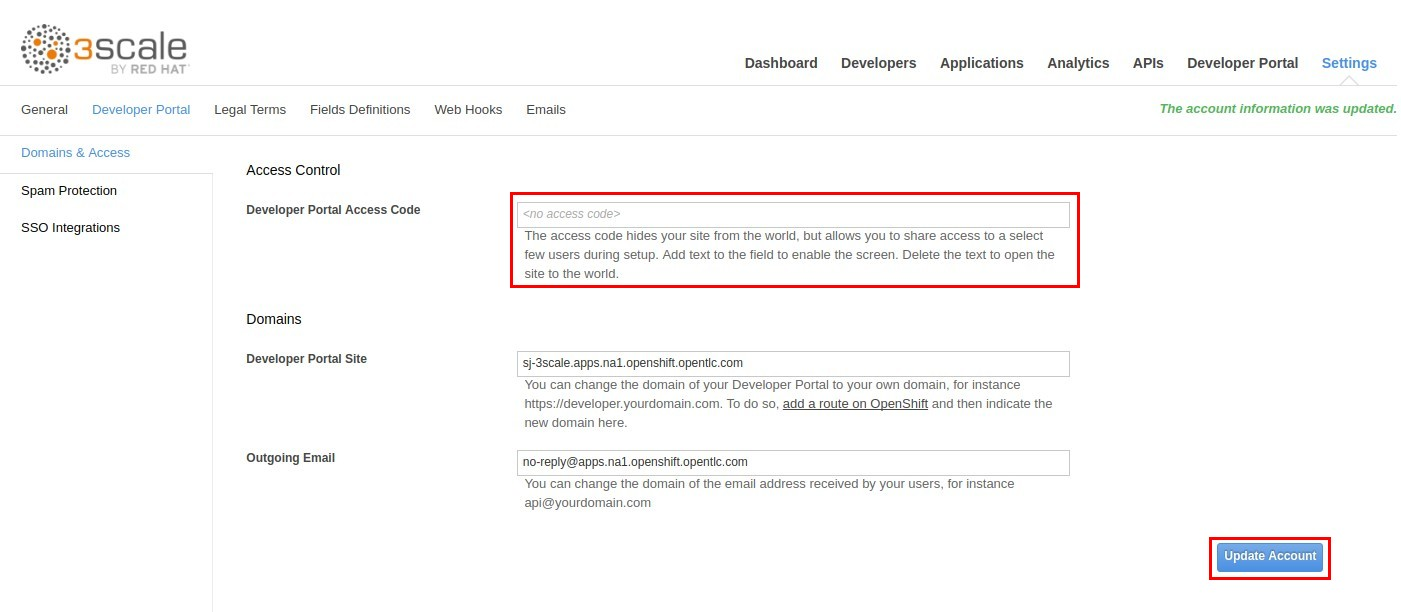 3scale
BY RED HAT
Dashboard Developers Applications Analytics APIs Developer Portal Settings
General Developer Portal Legal Terms Fields Definitions Web Hooks Emails
The account information was updated.
Domains & Access
Spam Protection
SSO Integrations
Access Control
Developer Portal Access Code
<no access code>
The access code hides your site from the world, but allows you to share access to a select
few users during setup. Add text to the field to enable the screen. Delete the text to open the
site to the world.
Domains
Developer Portal Site
sj-3scale.apps.na1.openshift.opentlc.com
You can change the domain of your Developer Portal to your own domain, for instance
https://developer.yourdomain.com. To do so, add a route on OpenShift and then indicate the
new domain here.
Outgoing Email
no-reply@apps.na1.openshift.opentlc.com
You can change the domain of the email address received by your users, for instance
api@yourdomain.com
Update Account